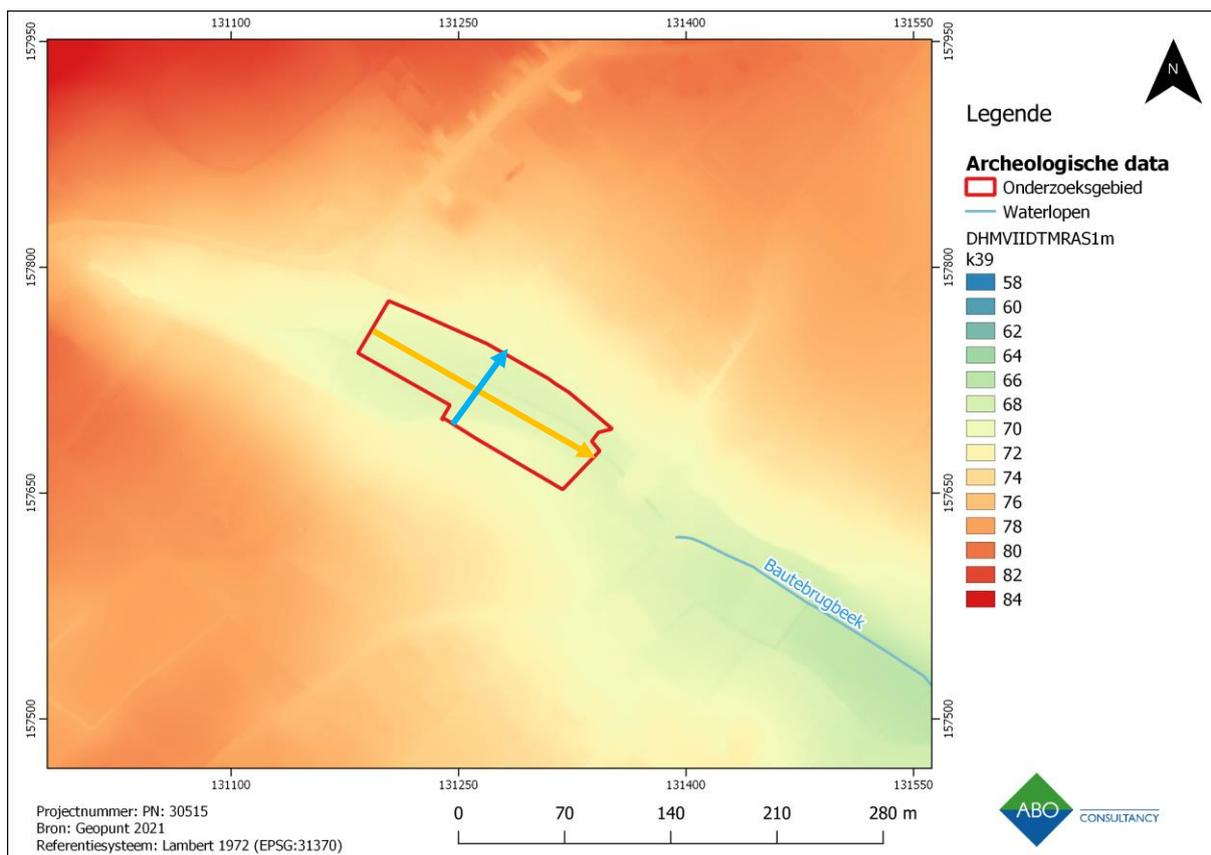 131100 131250 131400 131550
157950 157950
N
Legende
Archeologische data
Onderzoeksgebied
Waterlopen
DHMVIIDTMRAS1m
k39
58
60
62
64
66
68
70
72
74
76
78
80
82
84
157800 157800
157650 157650
Bautebrugbeek
157500 157500
131100 131250 131400 131550
Projectnummer: PN: 30515
Bron: Geopunt 2021
Referentiesysteem: Lambert 1972 (EPSG:31370)
0 70 140 210 280 m
ABO CONSULTANCY